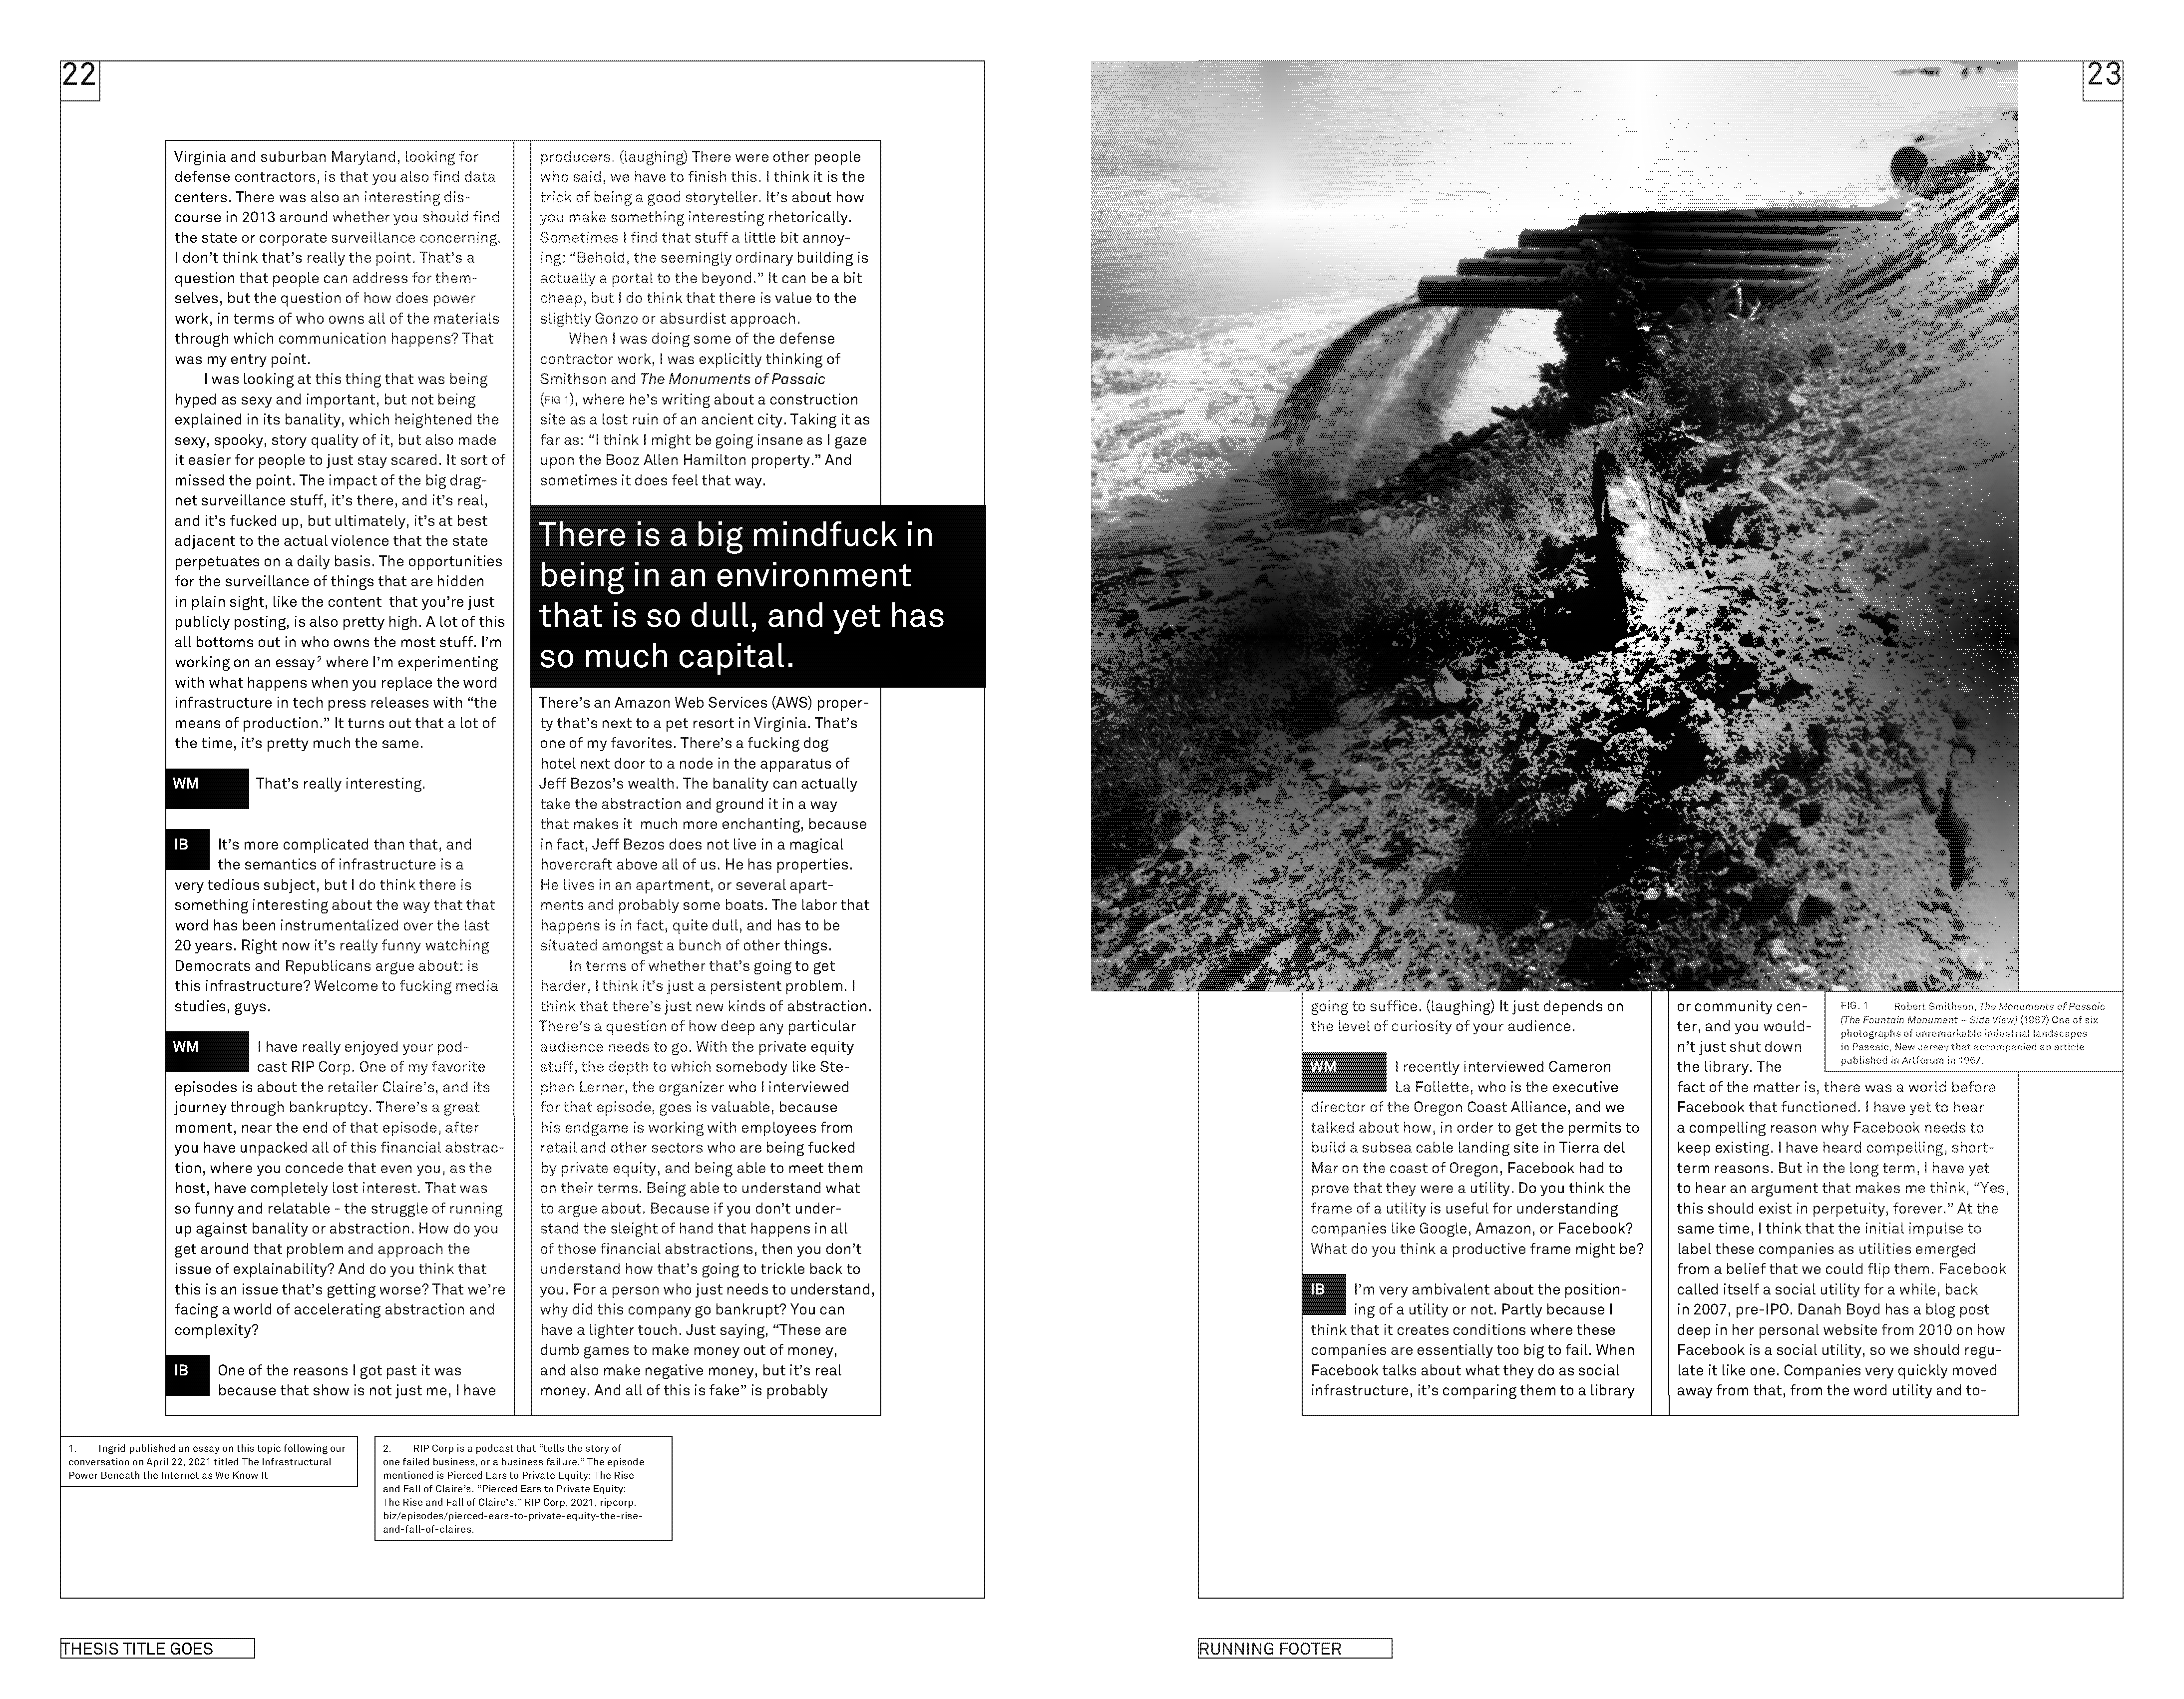 22
Virginia and suburban Maryland, looking for
defense contractors, is that you also find data
centers. There was also an interesting dis-
course in 2013 around whether you should find
the state or corporate surveillance concerning.
I don't think that's really the point. That's a
question that people can address for them-
selves, but the question of how does power
work, in terms of who owns all of the materials
through which communication happens? That
was my entry point.
I was looking at this thing that was being
hyped as sexy and important, but not being
explained in its banality, which heightened the
sexy, spooky, story quality of it, but also made
it easier for people to just stay scared. It sort of
missed the point. The impact of the big drag-
net surveillance stuff, it's there, and it's real,
and it's fucked up, but ultimately, it's at best
adjacent to the actual violence that the state
perpetuates on a daily basis. The opportunities
for the surveillance of things that are hidden
in plain sight, like the content that you're just
publicly posting, is also pretty high. A lot of this
all bottoms out in who owns the most stuff. I'm
working on an essay² where I'm experimenting
with what happens when you replace the word
infrastructure in tech press releases with “the
means of production.” It turns out that a lot of
the time, it's pretty much the same.
WM That's really interesting.
IB It's more complicated than that, and
the semantics of infrastructure is a
very tedious subject, but I do think there is
something interesting about the way that that
word has been instrumentalized over the last
20 years. Right now it's really funny watching
Democrats and Republicans argue about: is
this infrastructure? Welcome to fucking media
studies, guys.
WM I have really enjoyed your pod-
cast RIP Corp. One of my favorite
episodes is about the retailer Claire's, and its
journey through bankruptcy. There's a great
moment, near the end of that episode, after
you have unpacked all of this financial abstrac-
tion, where you concede that even you, as the
host, have completely lost interest. That was
so funny and relatable - the struggle of running
up against banality or abstraction. How do you
get around that problem and approach the
issue of explainability? And do you think that
this is an issue that's getting worse? That we're
facing a world of accelerating abstraction and
complexity?
IB One of the reasons I got past it was
because that show is not just me, I have
producers. (laughing) There were other people
who said, we have to finish this. I think it is the
trick of being a good storyteller. It's about how
you make something interesting rhetorically.
Sometimes I find that stuff a little bit annoy-
ing: “Behold, the seemingly ordinary building is
actually a portal to the beyond.” It can be a bit
cheap, but I do think that there is value to the
slightly Gonzo or absurdist approach.
When I was doing some of the defense
contractor work, I was explicitly thinking of
Smithson and The Monuments of Passaic
(FIG 1), where he's writing about a construction
site as a lost ruin of an ancient city. Taking it as
far as: “I think I might be going insane as I gaze
upon the Booz Allen Hamilton property.” And
sometimes it does feel that way.
There is a big mindfuck in
being in an environment
that is so dull, and yet has
so much capital.
There's an Amazon Web Services (AWS) proper-
ty that's next to a pet resort in Virginia. That's
one of my favorites. There's a fucking dog
hotel next door to a node in the apparatus of
Jeff Bezos's wealth. The banality can actually
take the abstraction and ground it in a way
that makes it much more enchanting, because
in fact, Jeff Bezos does not live in a magical
hovercraft above all of us. He has properties.
He lives in an apartment, or several apart-
ments and probably some boats. The labor that
happens is in fact, quite dull, and has to be
situated amongst a bunch of other things.
In terms of whether that's going to get
harder, I think it's just a persistent problem. I
think that there's just new kinds of abstraction.
There's a question of how deep any particular
audience needs to go. With the private equity
stuff, the depth to which somebody like Ste-
phen Lerner, the organizer who I interviewed
for that episode, goes is valuable, because
his endgame is working with employees from
retail and other sectors who are being fucked
by private equity, and being able to meet them
on their terms. Being able to understand what
to argue about. Because if you don't under-
stand the sleight of hand that happens in all
of those financial abstractions, then you don't
understand how that's going to trickle back to
you. For a person who just needs to understand,
why did this company go bankrupt? You can
have a lighter touch. Just saying, “These are
dumb games to make money out of money,
and also make negative money, but it's real
money. And all of this is fake” is probably
1. Ingrid published an essay on this topic following our
conversation on April 22, 2021 titled The Infrastructural
Power Beneath the Internet as We Know It
2. RIP Corp is a podcast that “tells the story of
one failed business, or a business failure.” The episode
mentioned is Pierced Ears to Private Equity: The Rise
and Fall of Claire's. “Pierced Ears to Private Equity:
The Rise and Fall of Claire's.” RIP Corp, 2021, ripcorp.
biz/episodes/pierced-ears-to-private-equity-the-rise-
and-fall-of-claires.
THESIS TITLE GOES
23
going to suffice. (laughing) It just depends on
the level of curiosity of your audience.
WM I recently interviewed Cameron
La Follette, who is the executive
director of the Oregon Coast Alliance, and we
talked about how, in order to get the permits to
build a subsea cable landing site in Tierra del
Mar on the coast of Oregon, Facebook had to
prove that they were a utility. Do you think the
frame of a utility is useful for understanding
companies like Google, Amazon, or Facebook?
What do you think a productive frame might be?
IB I'm very ambivalent about the position-
ing of a utility or not. Partly because I
think that it creates conditions where these
companies are essentially too big to fail. When
Facebook talks about what they do as social
infrastructure, it's comparing them to a library
or community cen-
ter, and you would-
n't just shut down
the library. The
fact of the matter is, there was a world before
Facebook that functioned. I have yet to hear
a compelling reason why Facebook needs to
keep existing. I have heard compelling, short-
term reasons. But in the long term, I have yet
to hear an argument that makes me think, “Yes,
this should exist in perpetuity, forever.” At the
same time, I think that the initial impulse to
label these companies as utilities emerged
from a belief that we could flip them. Facebook
called itself a social utility for a while, back
in 2007, pre-IPO. Danah Boyd has a blog post
deep in her personal website from 2010 on how
Facebook is a social utility, so we should regu-
late it like one. Companies very quickly moved
away from that, from the word utility and to-
FIG. 1 Robert Smithson, The Monuments of Passaic
(The Fountain Monument – Side View) (1967) One of six
photographs of unremarkable industrial landscapes
in Passaic, New Jersey that accompanied an article
published in Artforum in 1967.
RUNNING FOOTER